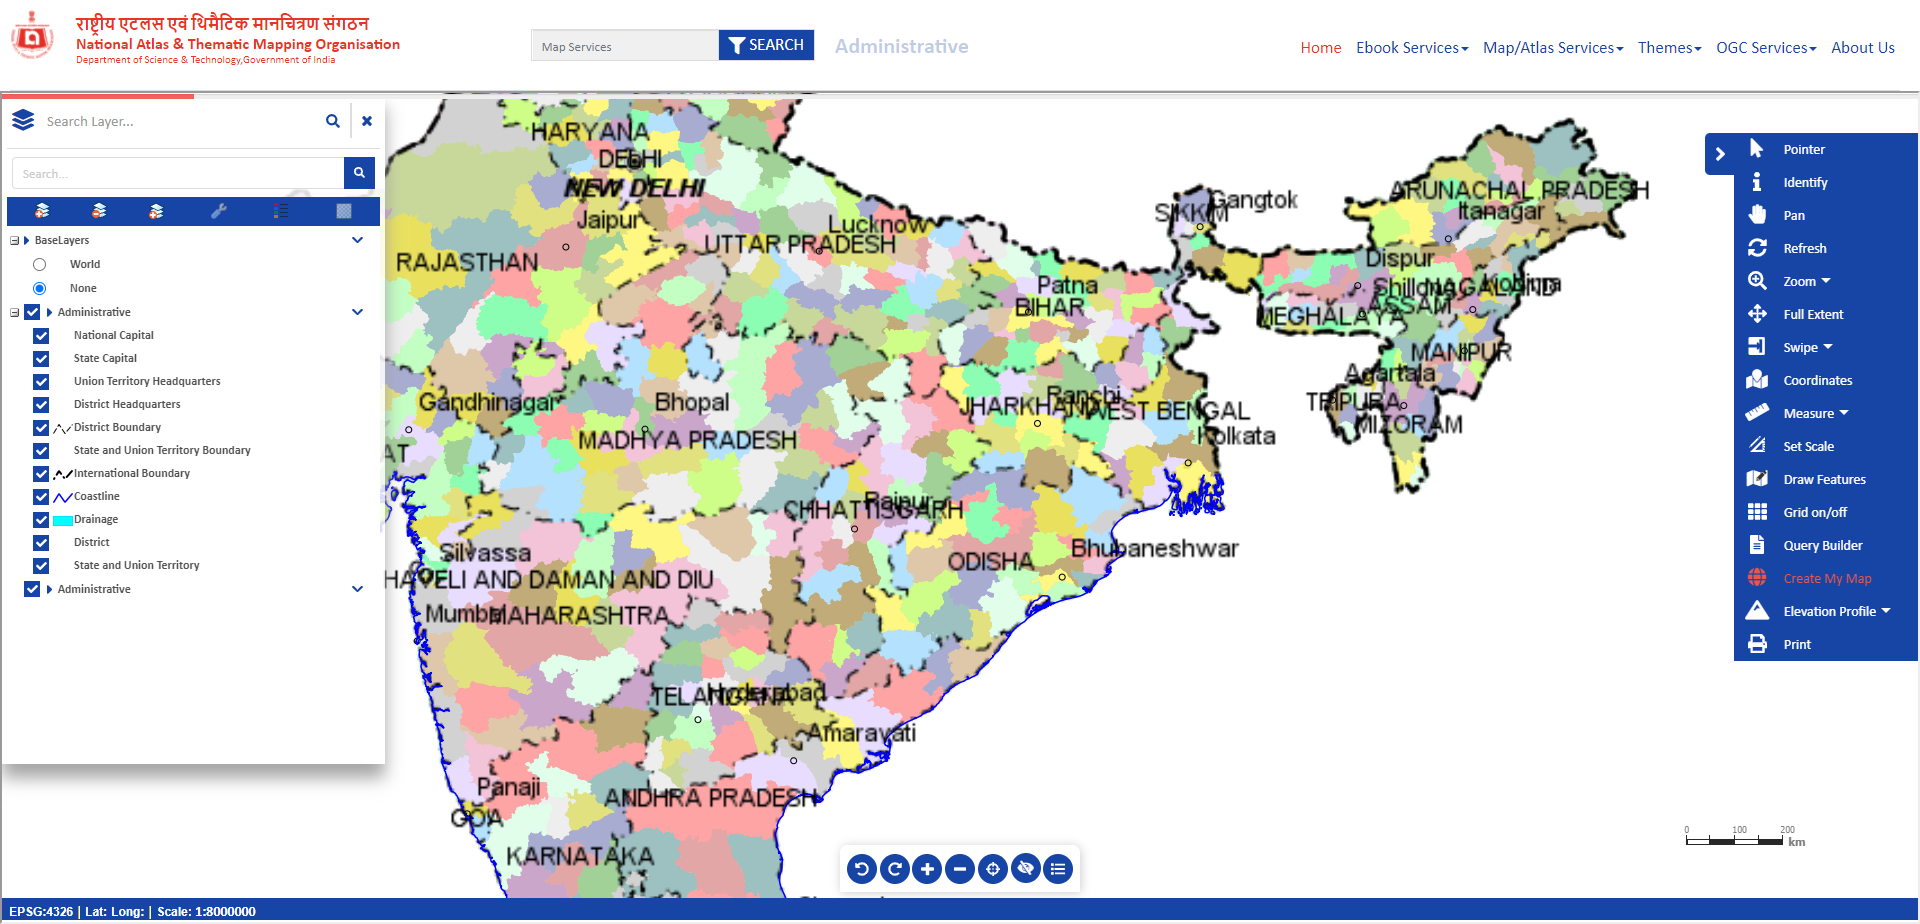 राष्ट्रीय एटलस एवं थिमैटिक मानचित्रण संगठन
National Atlas & Thematic Mapping Organisation
Department of Science & Technology,Government of India
Map Services
SEARCH
Administrative
Home
Ebook Services
Map/Atlas Services
Themes
OGC Services
About Us
Search Layer...
Search...
BaseLayers
World
None
Administrative
National Capital
State Capital
Union Territory Headquarters
District Headquarters
District Boundary
State and Union Territory Boundary
International Boundary
Coastline
Drainage
District
State and Union Territory
Administrative
HARYANA
DELHI
NEW DELHI
Jaipur
Lucknow
UTTAR PRADESH
RAJASTHAN
Gangtok
SIKKIM
ARUNACHAL PRADESH
Itanagar
Dispur
Patna
BIHAR
Shillong
NAGALAND
Kohima
ASSAM
MEGHALAYA
MANIPUR
Agartala
TRIPURA
MIZORAM
Gandhinagar
Bhopal
MADHYA PRADESH
Ranchi
JHARKHAND
WEST BENGAL
Kolkata
AT
Raipur
CHHATTISGARH
Silvassa
ODISHA
Bhubaneshwar
HAVELI AND DAMAN AND DIU
Mumbai
MAHARASHTRA
TELANGANA
Hyderabad
Amaravati
Panaji
GOA
ANDHRA PRADESH
KARNATAKA
Pointer
Identify
Pan
Refresh
Zoom
Full Extent
Swipe
Coordinates
Measure
Set Scale
Draw Features
Grid on/off
Query Builder
Create My Map
Elevation Profile
Print
0 100 200
km
EPSG:4326 | Lat: Long: | Scale: 1:8000000